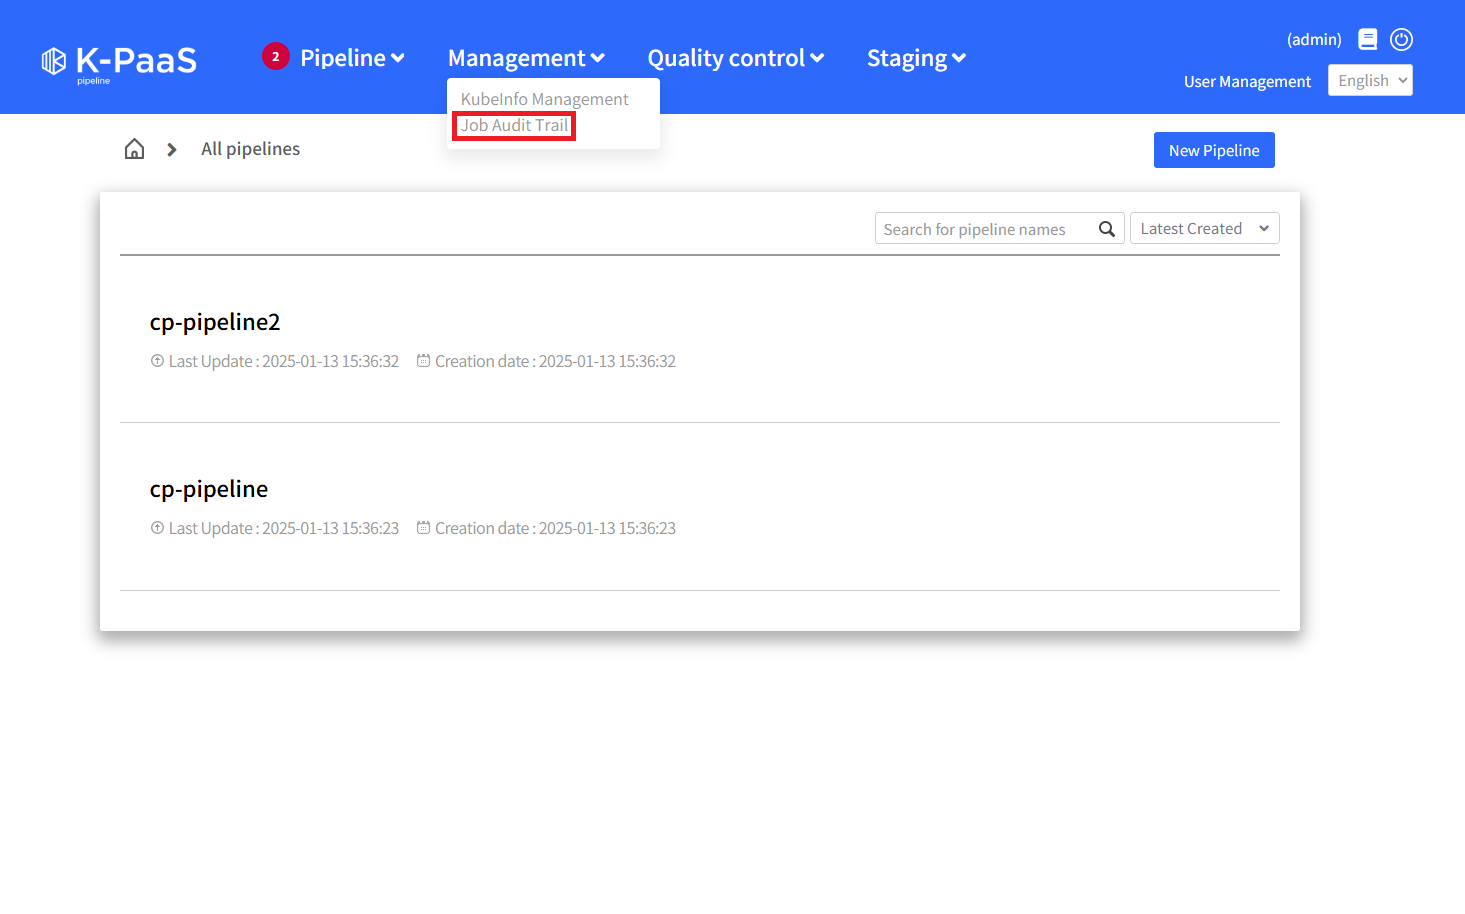 K-PaaS
pipeline
2 Pipeline Management Quality control Staging
(admin)
User Management English
KubeInfo Management
Job Audit Trail
All pipelines
New Pipeline
Search for pipeline names Latest Created
cp-pipeline2
Last Update : 2025-01-13 15:36:32 Creation date : 2025-01-13 15:36:32
cp-pipeline
Last Update : 2025-01-13 15:36:23 Creation date : 2025-01-13 15:36:23